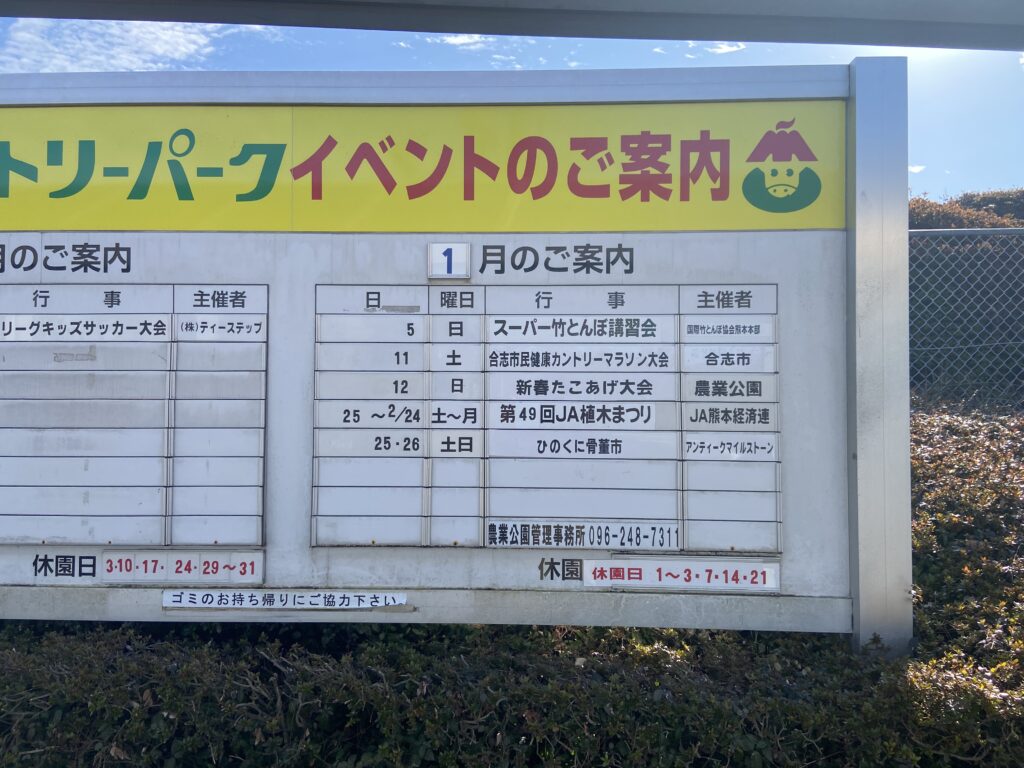 トリーパークイベントのご案内
月のご案内
行 事 主催者
リーグキッズサッカー大会 (株)ティーステップ
休園日 3・10・17・ 24・29～31
1 月のご案内
日 曜日 行 事 主催者
5 日 スーパー竹とんぼ講習会 国際竹とんぼ協会熊本本部
11 土 合志市民健康カントリーマラソン大会 合志市
12 日 新春たこあげ大会 農業公園
25 ～2/24 土～月 第49回JA植木まつり JA熊本経済連
25・26 土日 ひのくに骨董市 アンティークマイルストーン
農業公園管理事務所 096-248-7311
休園 休園日 1～3・7・14・21
ゴミのお持ち帰りにご協力下さい。